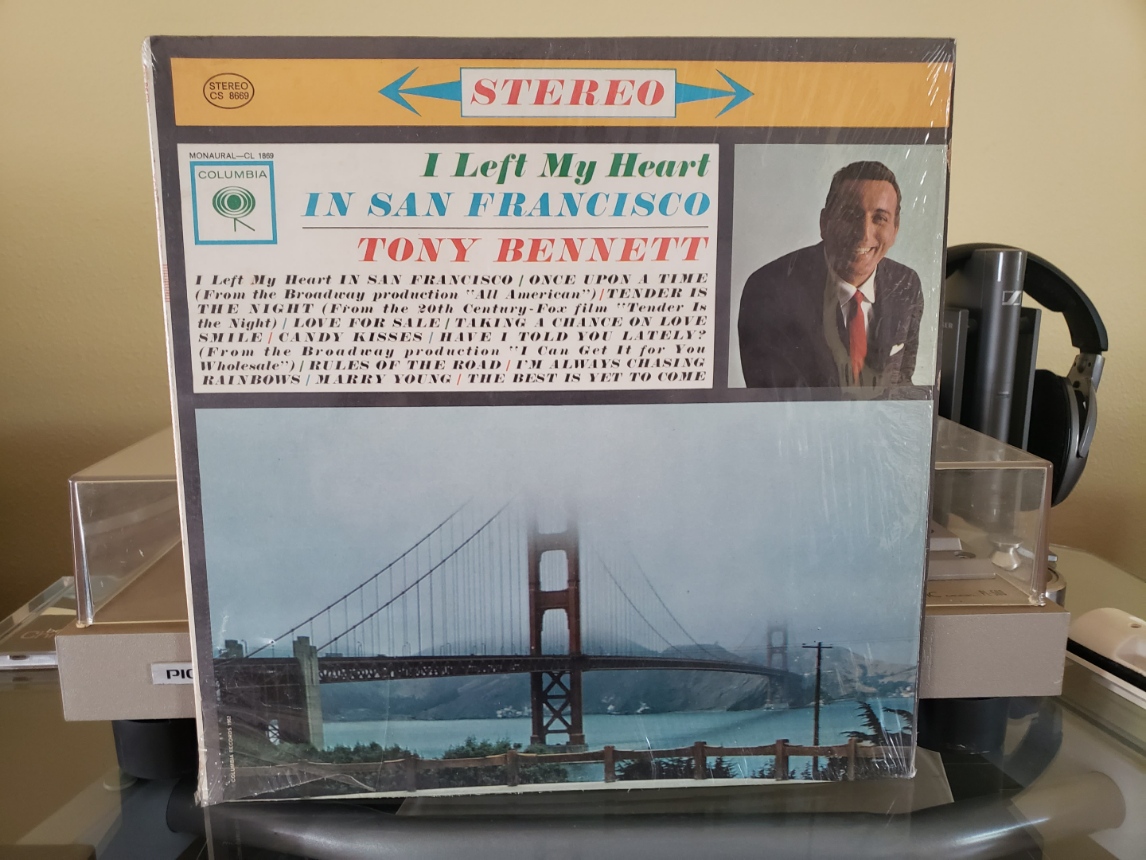 STEREO
CS 8669
STEREO
MONAURAL—CL 1869
COLUMBIA
I Left My Heart
IN SAN FRANCISCO
TONY BENNETT
I Left My Heart IN SAN FRANCISCO / ONCE UPON A TIME
(From the Broadway production "All American") / TENDER IS
THE NIGHT (From the 20th Century-Fox film "Tender Is
the Night) / LOVE FOR SALE / TAKING A CHANCE ON LOVE
SMILE / CANDY KISSES / HAVE I TOLD YOU LATELY?
(From the Broadway production "I Can Get It for You
Wholesale") / RULES OF THE ROAD / I'M ALWAYS CHASING
RAINBOWS / MARRY YOUNG / THE BEST IS YET TO COME
PIO